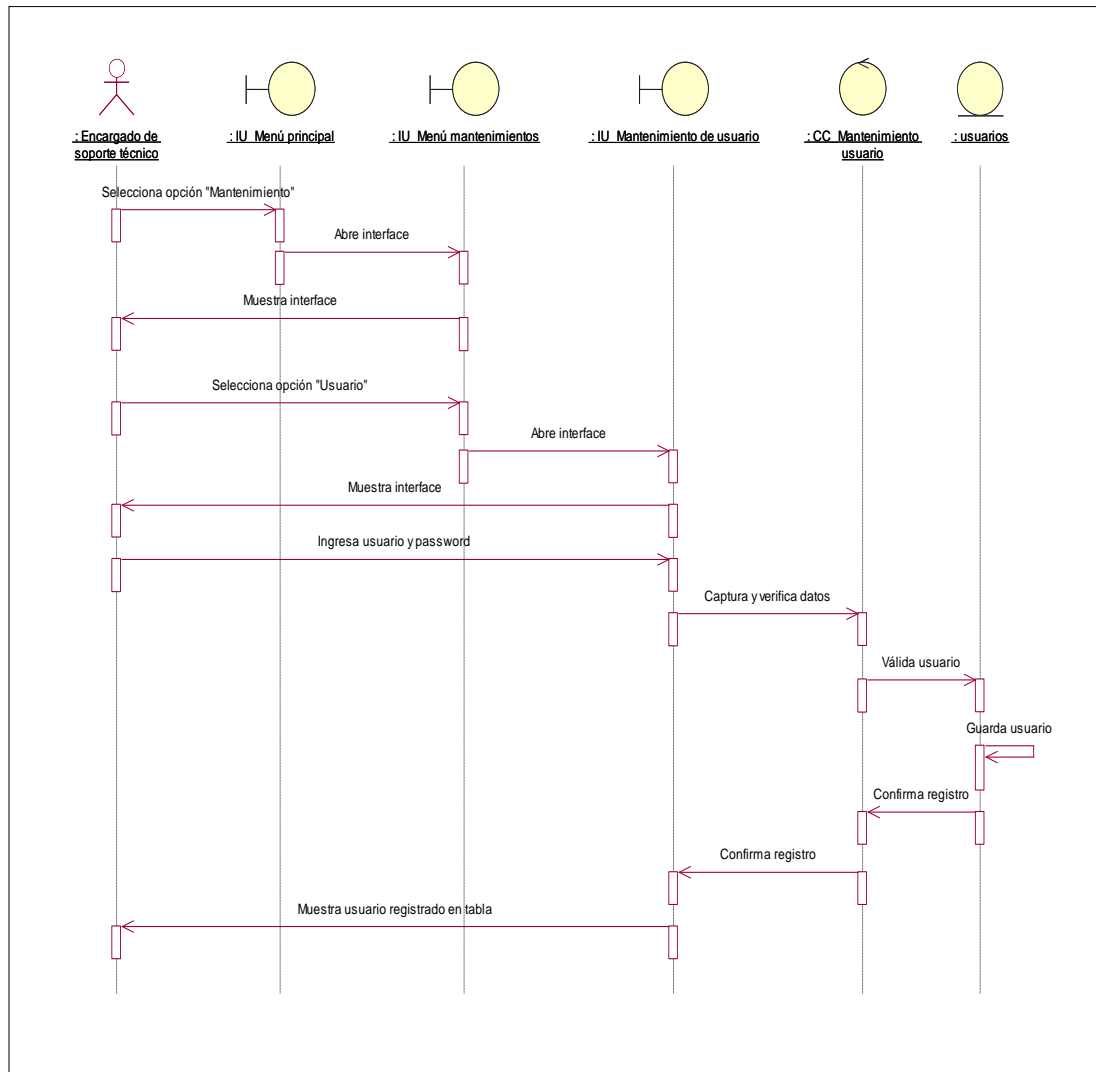 : Encargado de
soporte técnico
: IU_Menú principal
: IU_Menú mantenimientos
: IU_Mantenimiento de usuario
: CC_Mantenimiento
usuario
: usuarios
Selecciona opción "Mantenimiento"
Abre interface
Muestra interface
Selecciona opción "Usuario"
Abre interface
Muestra interface
Ingresa usuario y password
Captura y verifica datos
Válida usuario
Guarda usuario
Confirma registro
Confirma registro
Muestra usuario registrado en tabla